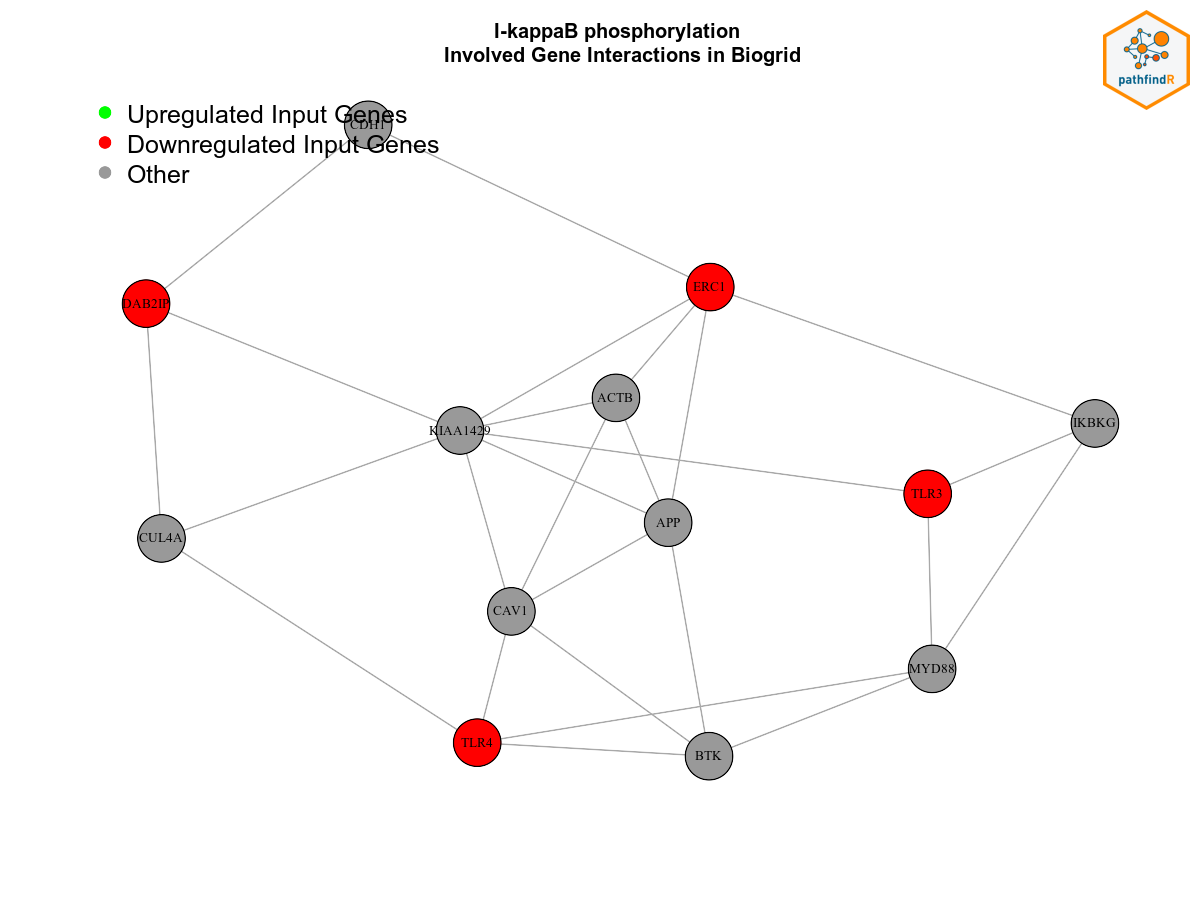 I-kappaB phosphorylation
Involved Gene Interactions in Biogrid
pathfindR
Upregulated Input Genes
CDH1
Downregulated Input Genes
Other
ERC1
DAB2IP
ACTB
IKBKG
KIAA1429
TLR3
APP
CUL4A
CAV1
MYD88
TLR4
BTK